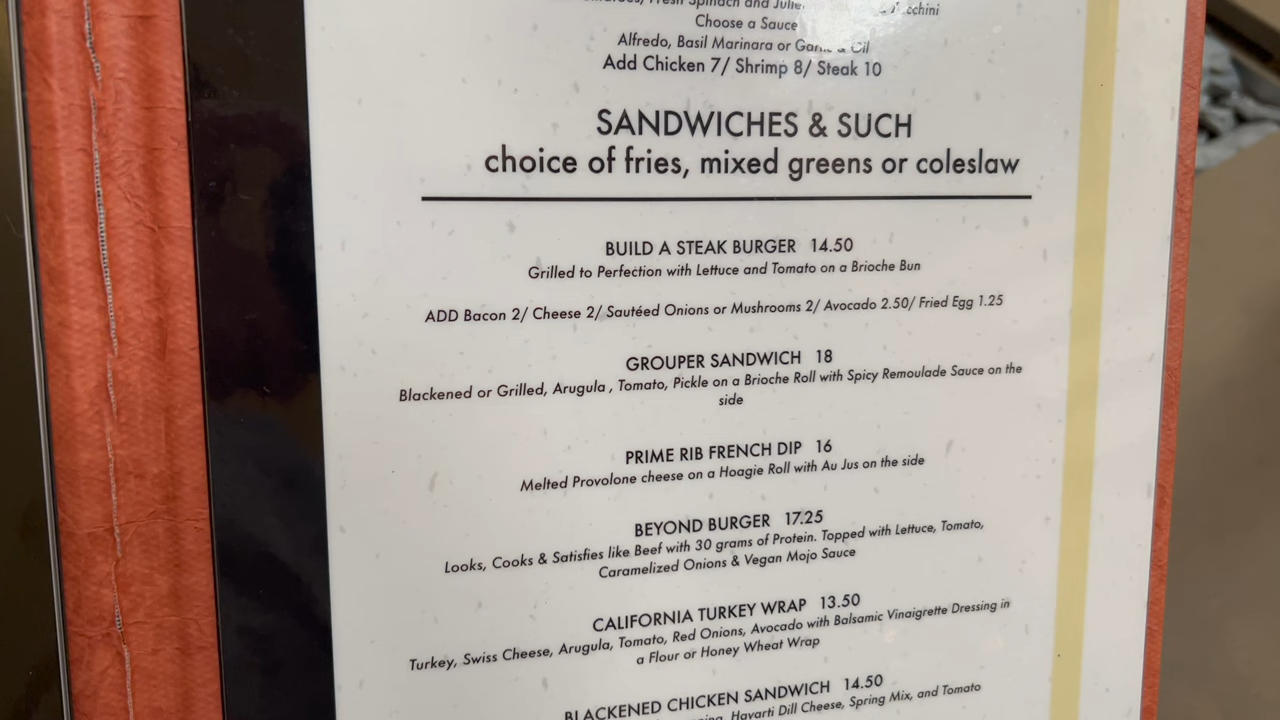 Fresh Spinach and
Choose a Sauce
Alfredo, Basil Marinara or Garlic & Oil
Add Chicken 7/ Shrimp 8/ Steak 10
SANDWICHES & SUCH
choice of fries, mixed greens or coleslaw
BUILD A STEAK BURGER 14.50
Grilled to Perfection with Lettuce and Tomato on a Brioche Bun
ADD Bacon 2/ Cheese 2/ Sautéed Onions or Mushrooms 2/ Avocado 2.50/ Fried Egg 1.25
GROUPER SANDWICH 18
Blackened or Grilled, Arugula , Tomato, Pickle on a Brioche Roll with Spicy Remoulade Sauce on the
side
PRIME RIB FRENCH DIP 16
Melted Provolone cheese on a Hoagie Roll with Au Jus on the side
BEYOND BURGER 17.25
Looks, Cooks & Satisfies like Beef with 30 grams of Protein. Topped with Lettuce, Tomato,
Caramelized Onions & Vegan Mojo Sauce
CALIFORNIA TURKEY WRAP 13.50
Turkey, Swiss Cheese, Arugula, Tomato, Red Onions, Avocado with Balsamic Vinaigrette Dressing in
a Flour or Honey Wheat Wrap
BLACKENED CHICKEN SANDWICH 14.50
Havarti Dill Cheese, Spring Mix, and Tomato